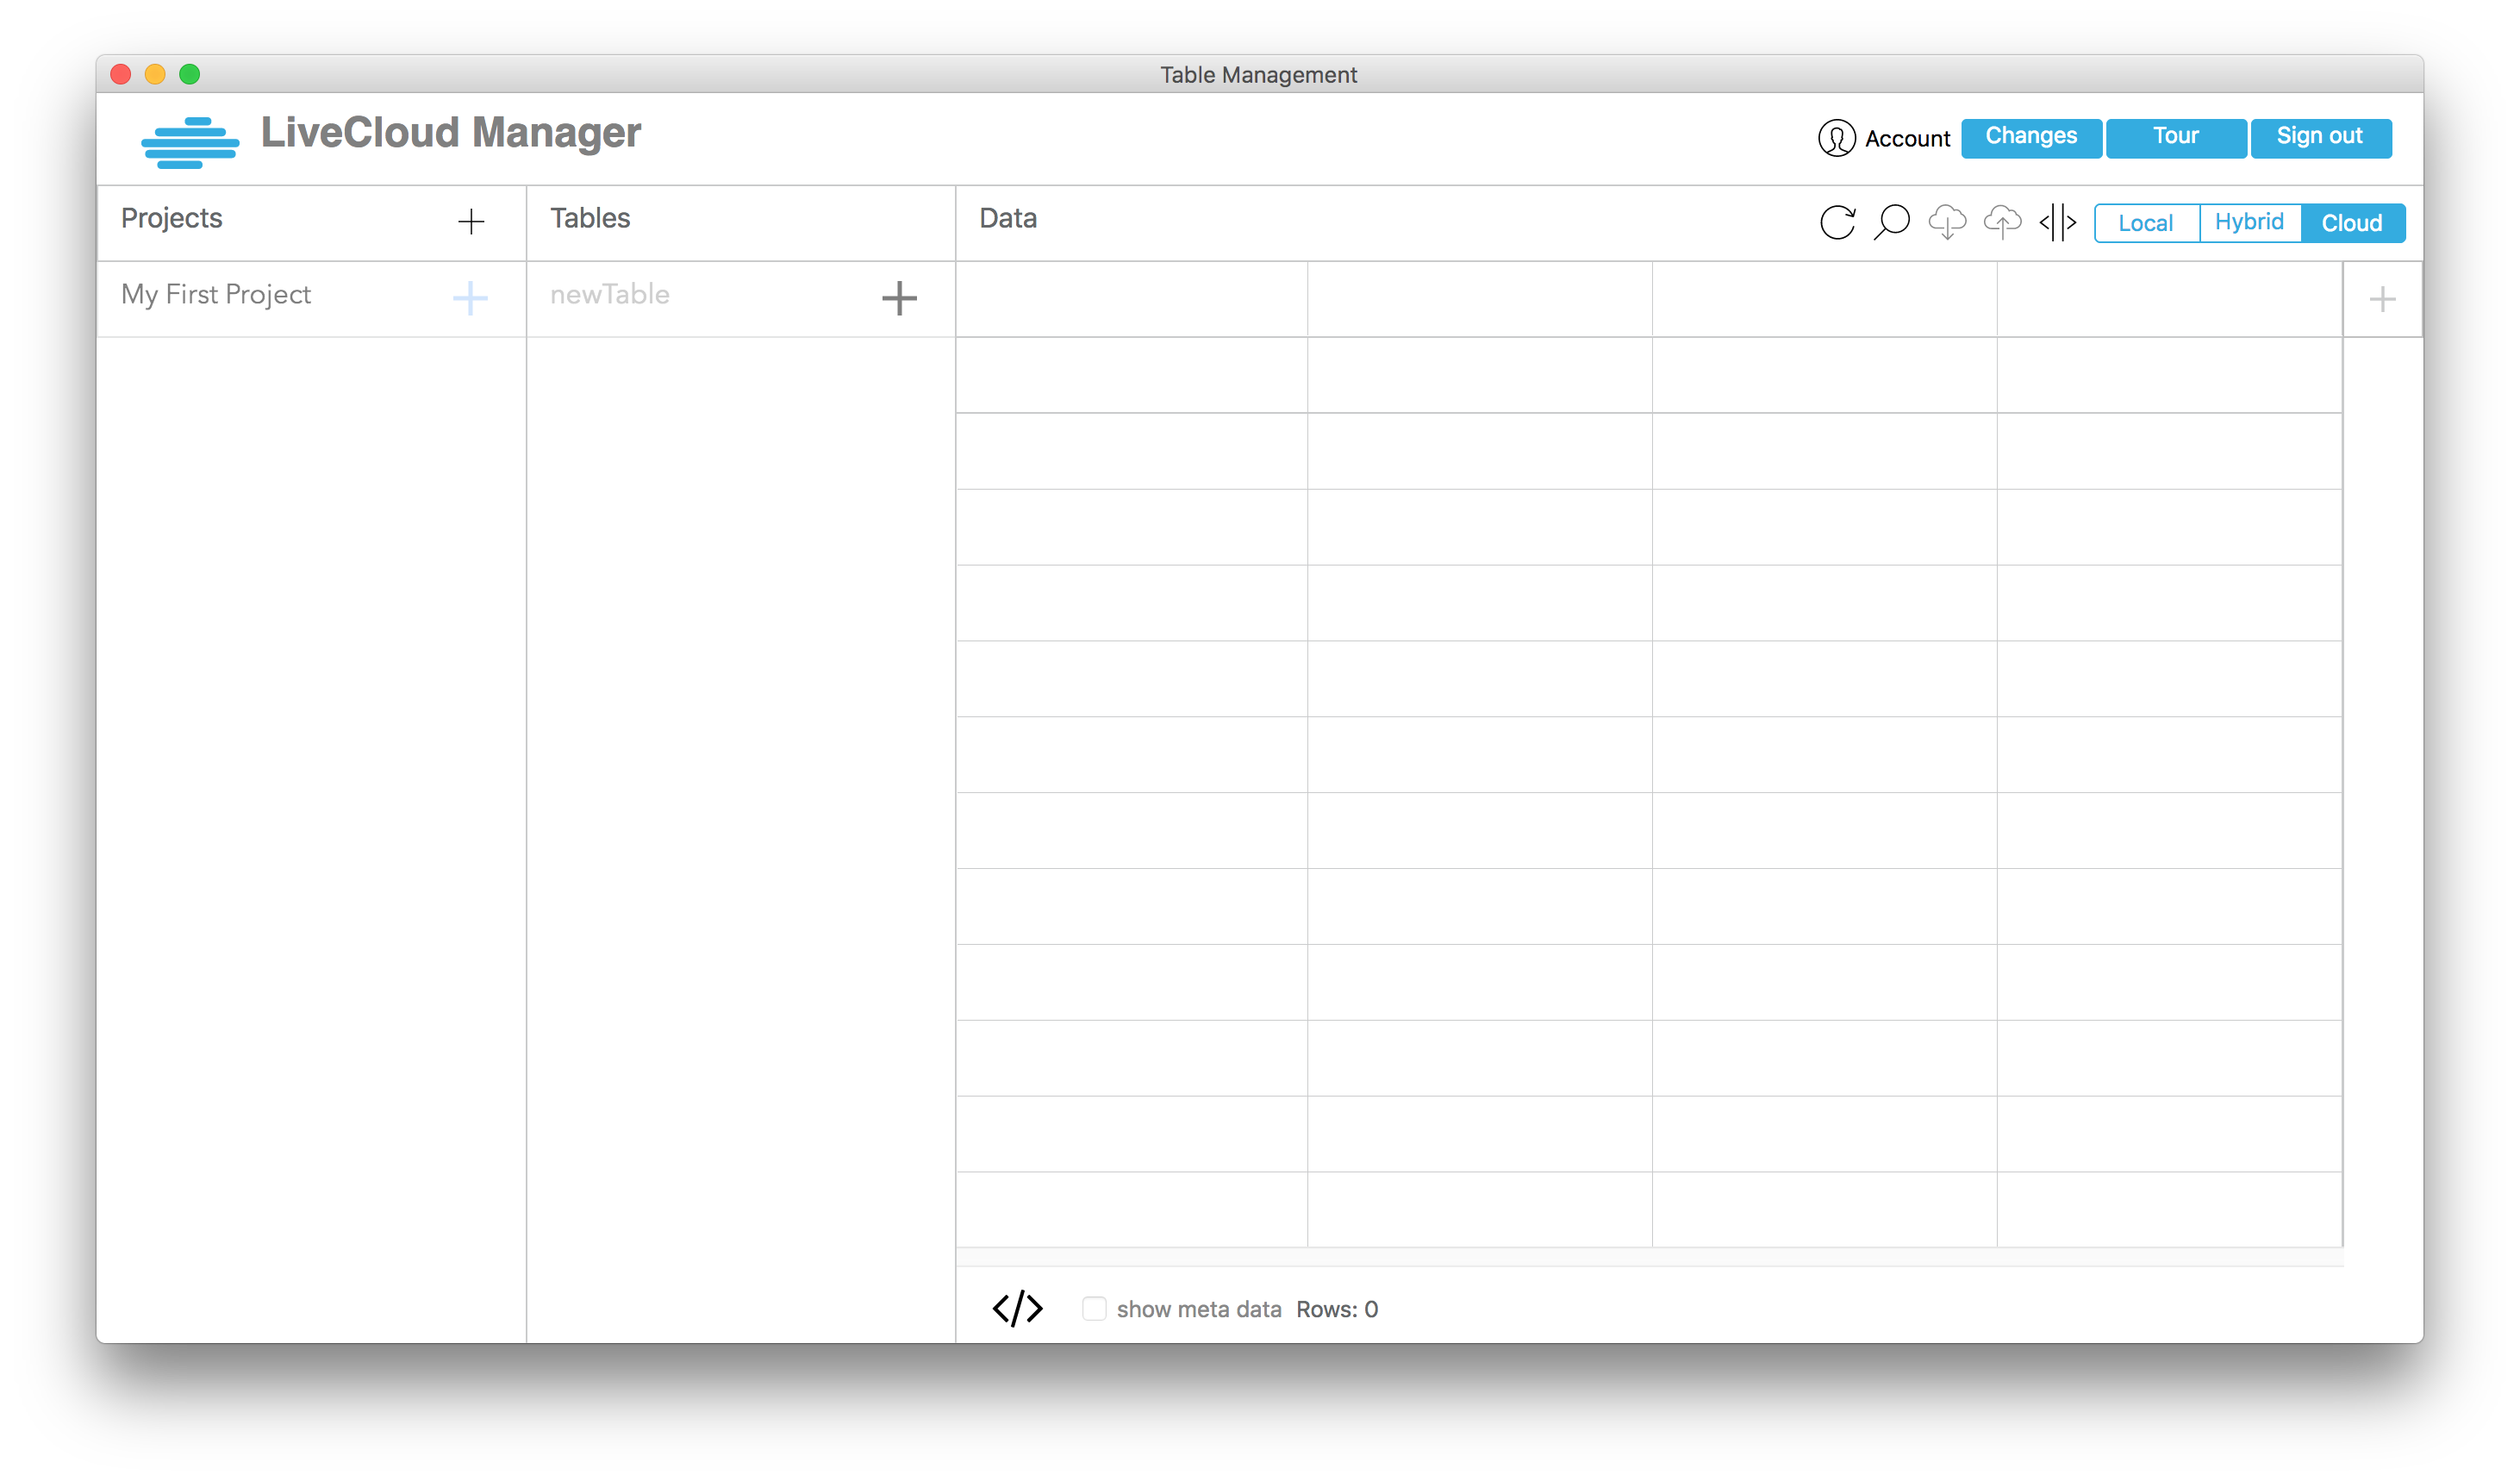 Table Management
LiveCloud Manager
Account Changes Tour Sign out
Projects Tables Data Local Hybrid Cloud
My First Project newTable
show meta data Rows: 0